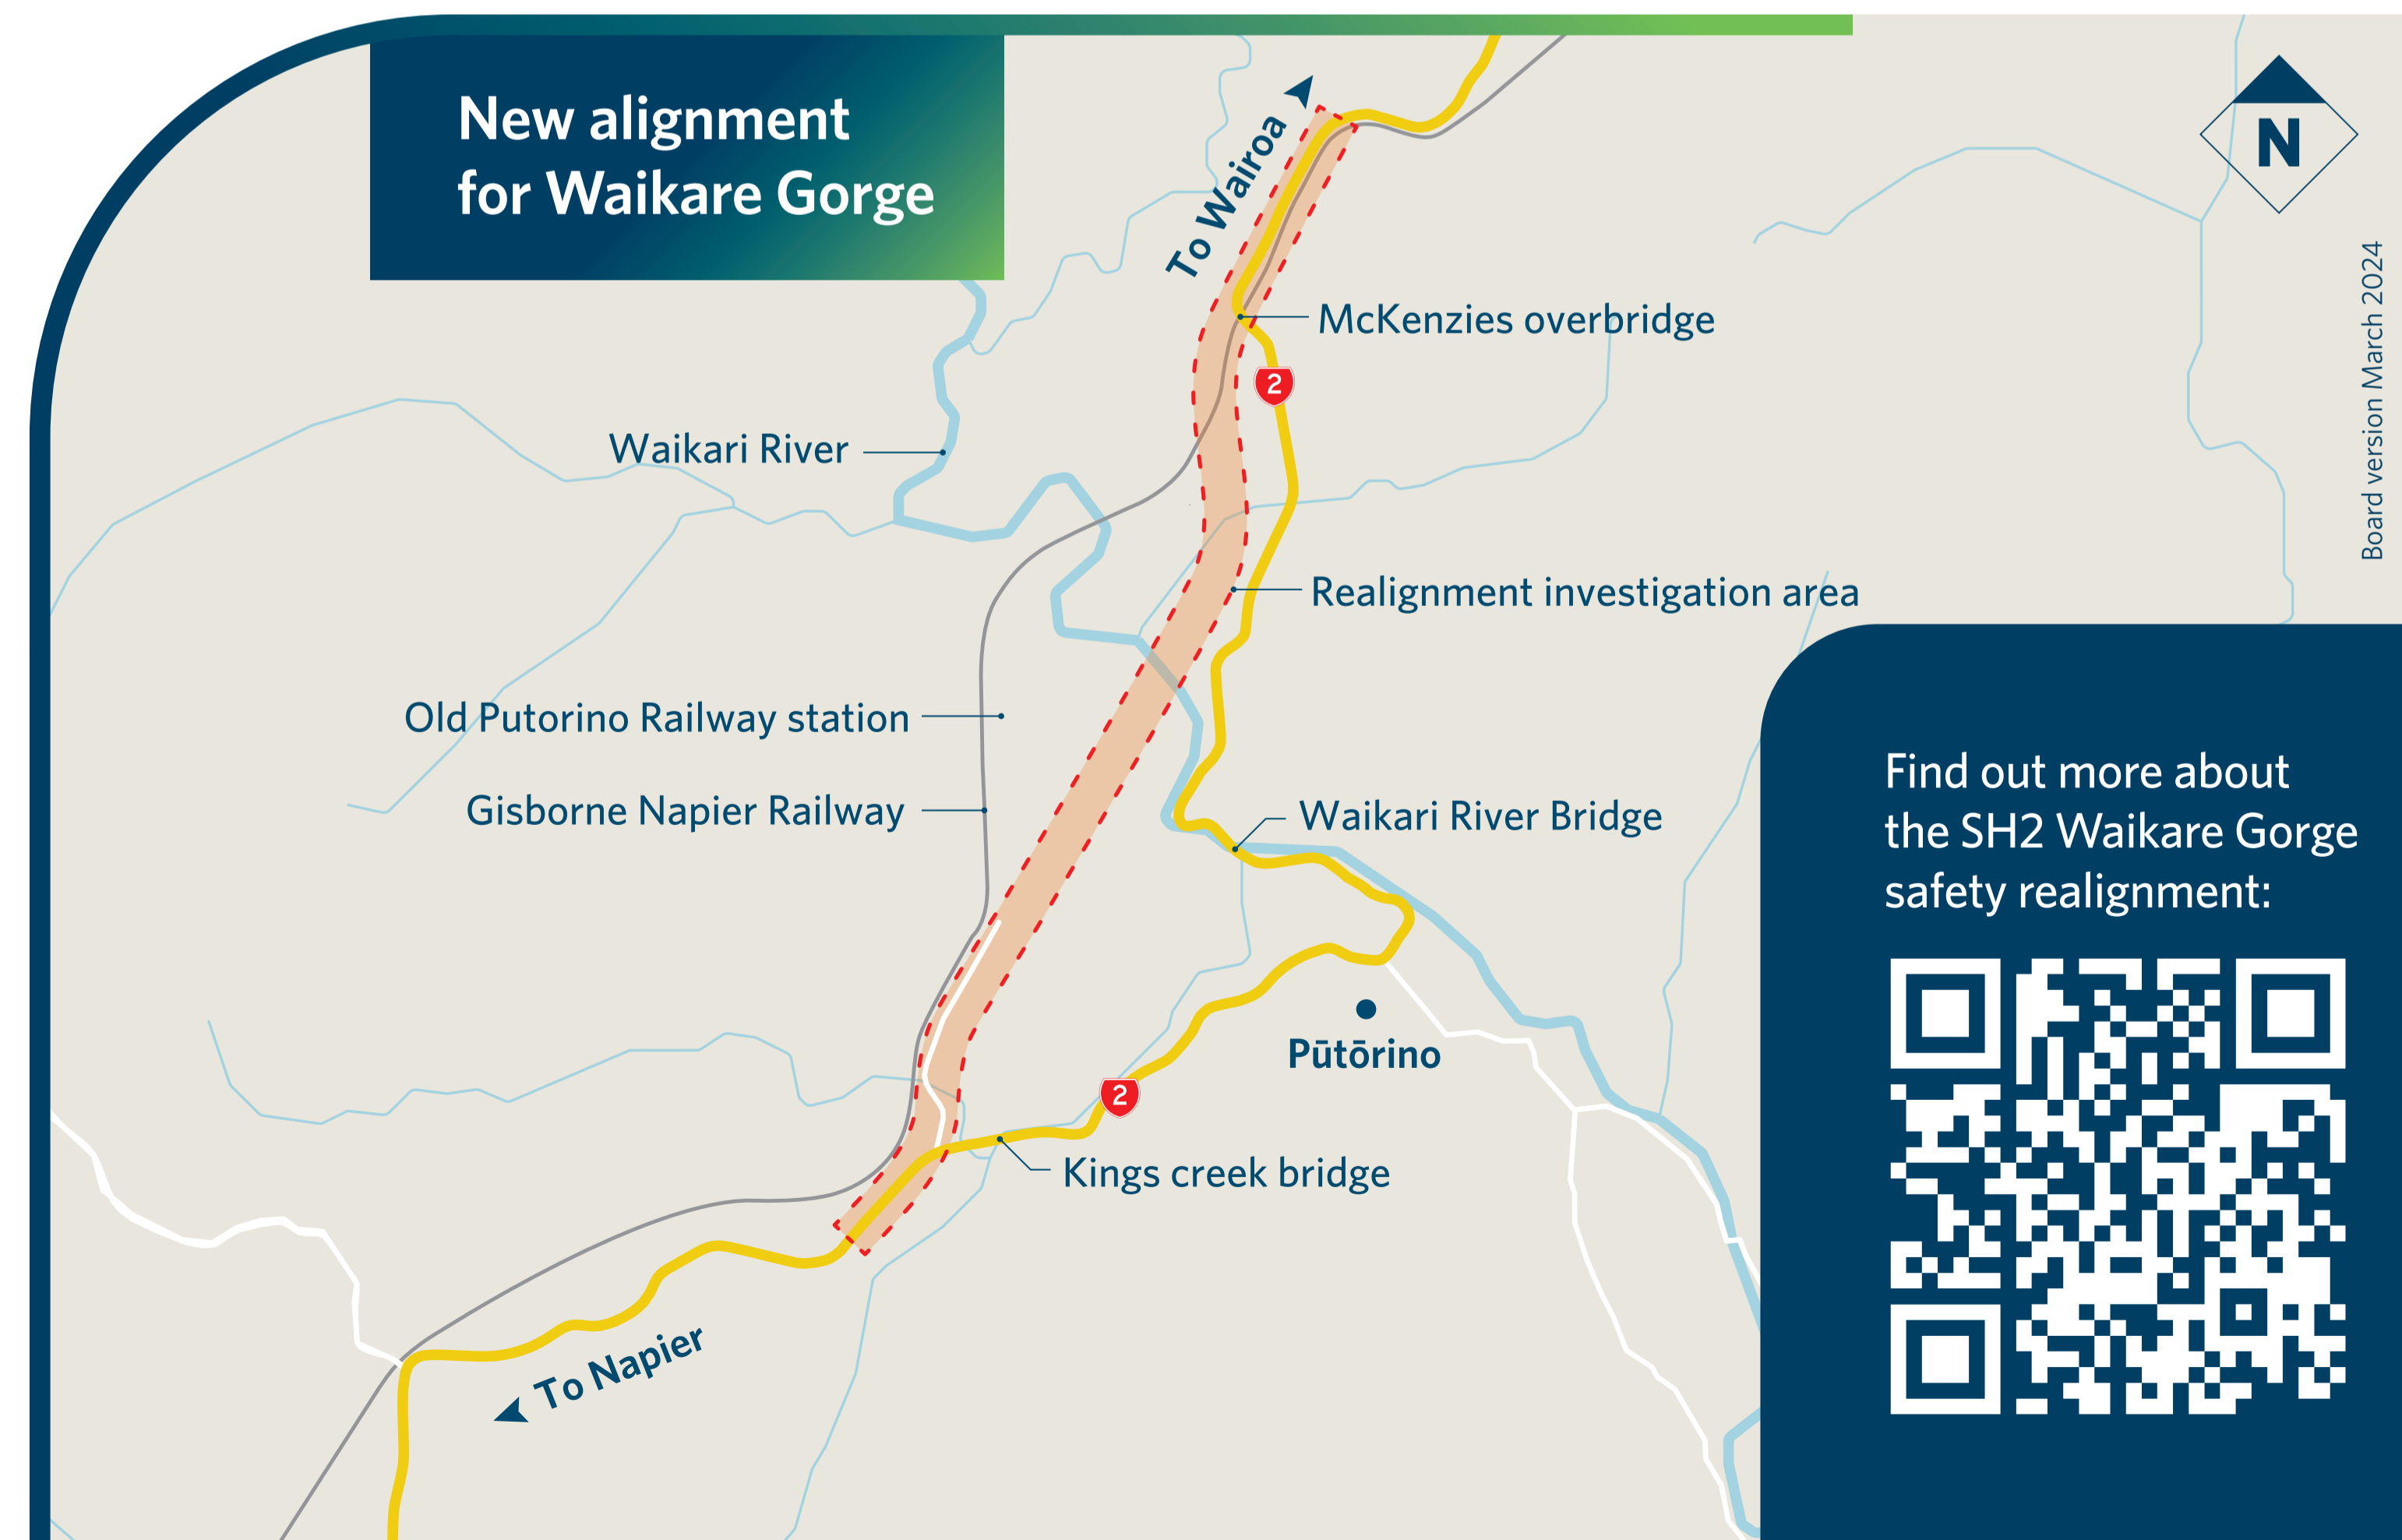 New alignment
for Waikare Gorge
N
Board version March 2024
To Wairoa
McKenzies overbridge
2
Waikari River
Realignment investigation area
Old Putorino Railway station
Gisborne Napier Railway
Waikari River Bridge
Pūtōrino
2
Kings creek bridge
To Napier
Find out more about
the SH2 Waikare Gorge
safety realignment: